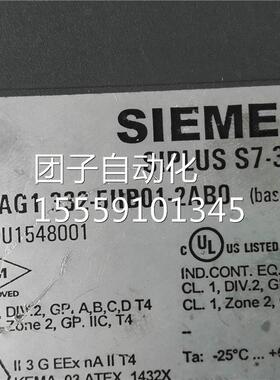 SIEME
SIPLUS S7-3
AG1 332-5HB01-2AB0 (bas
团子自动化
15559101345
U1548001
C UL US LISTED
M
IND. CONT. EQ.
, DIV.2, GP. A,B,C,D T4
CL. 1, DIV.2, G
Zone 2, GP. IIC, T4
CL. 1, Zone 2,
II 3 G EEx nA II T4
Ta: -25°C ... +6
KEMA 03 ATEX 1432X